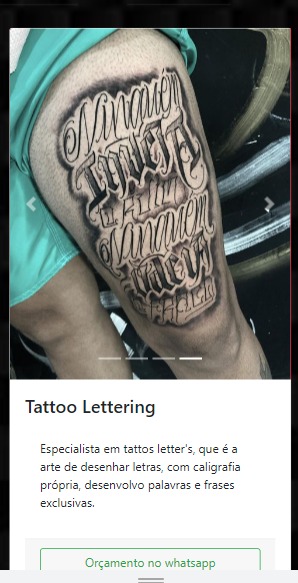 Ninguém
Tattoo Lettering
Especialista em tattos letter's, que é a
arte de desenhar letras, com caligrafia
própria, desenvolvo palavras e frases
exclusivas.
Orçamento no whatsapp